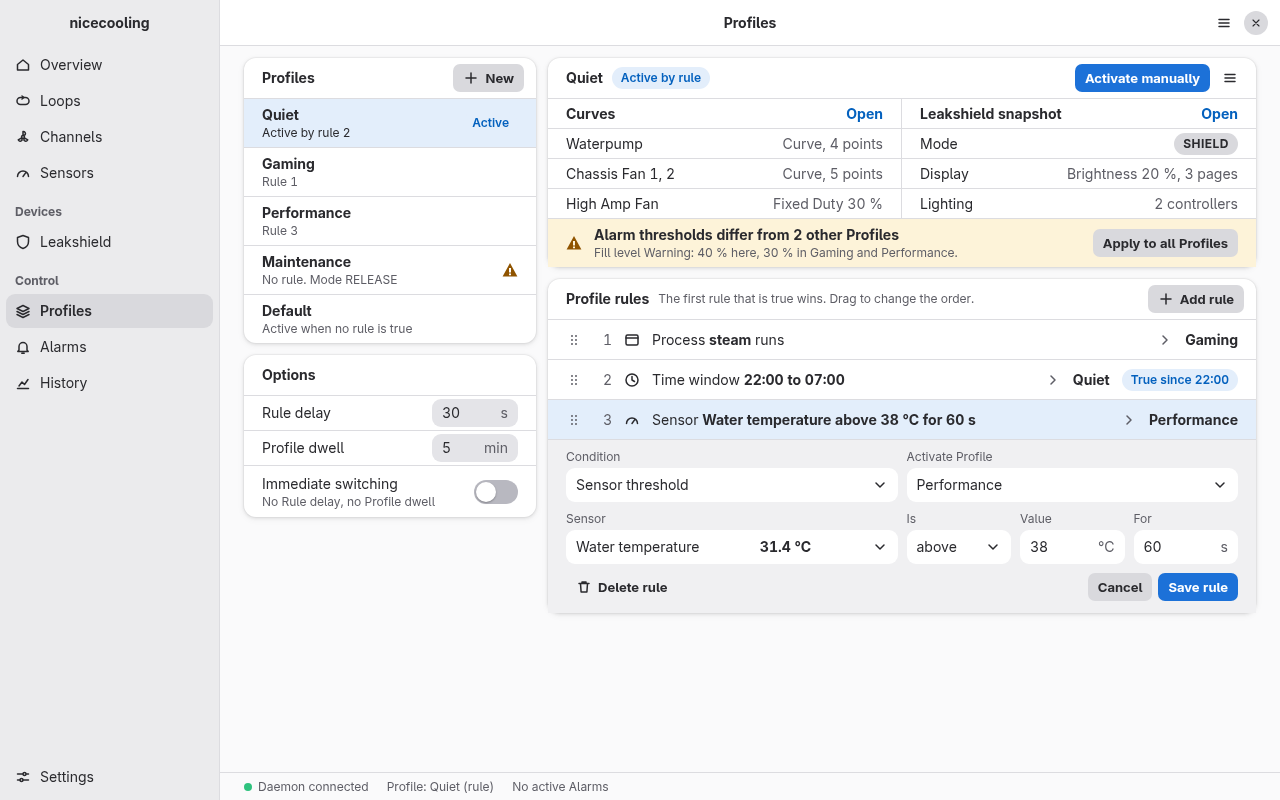 nicecooling
Profiles
Overview
Loops
Channels
Sensors
Devices
Leakshield
Control
Profiles
Alarms
History
Settings
Profiles
New
Quiet
Active by rule 2
Active
Gaming
Rule 1
Performance
Rule 3
Maintenance
No rule. Mode RELEASE
Default
Active when no rule is true
Options
Rule delay 30 s
Profile dwell 5 min
Immediate switching
No Rule delay, no Profile dwell
Quiet Active by rule Activate manually
Curves Open
Waterpump Curve, 4 points
Chassis Fan 1, 2 Curve, 5 points
High Amp Fan Fixed Duty 30 %
Leakshield snapshot Open
Mode SHIELD
Display Brightness 20 %, 3 pages
Lighting 2 controllers
Alarm thresholds differ from 2 other Profiles
Fill level Warning: 40 % here, 30 % in Gaming and Performance.
Apply to all Profiles
Profile rules The first rule that is true wins. Drag to change the order. Add rule
1 Process steam runs Gaming
2 Time window 22:00 to 07:00 Quiet True since 22:00
3 Sensor Water temperature above 38 °C for 60 s Performance
Condition Activate Profile
Sensor threshold Performance
Sensor Is Value For
Water temperature 31.4 °C above 38 °C 60 s
Delete rule Cancel Save rule
Daemon connected Profile: Quiet (rule) No active Alarms